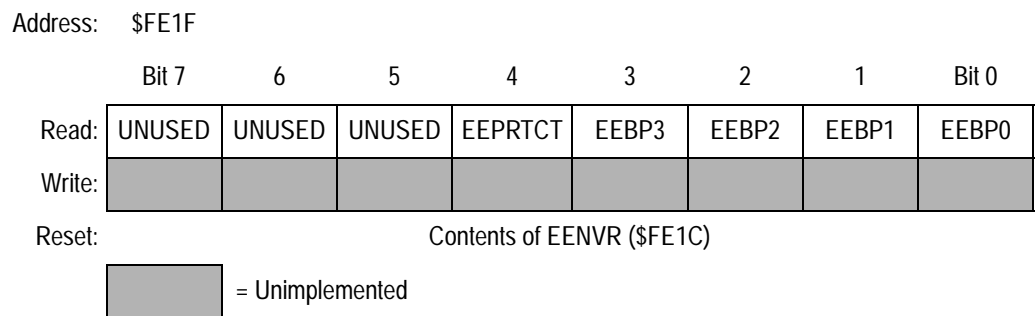 Address: $FE1F
Bit 7 6 5 4 3 2 1 Bit 0
Read: UNUSED UNUSED UNUSED EEPRTCT EEBP3 EEBP2 EEBP1 EEBP0
Write:
Reset: Contents of EENVR ($FE1C)
= Unimplemented